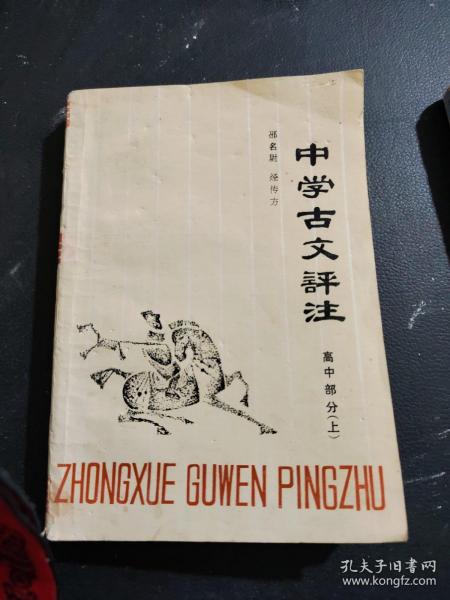 中学古文評注
高中部分(上)
邵名尉 经传方
ZHONGXUE GUWEN PINGZHU
孔夫子旧书网
www.kongfz.com